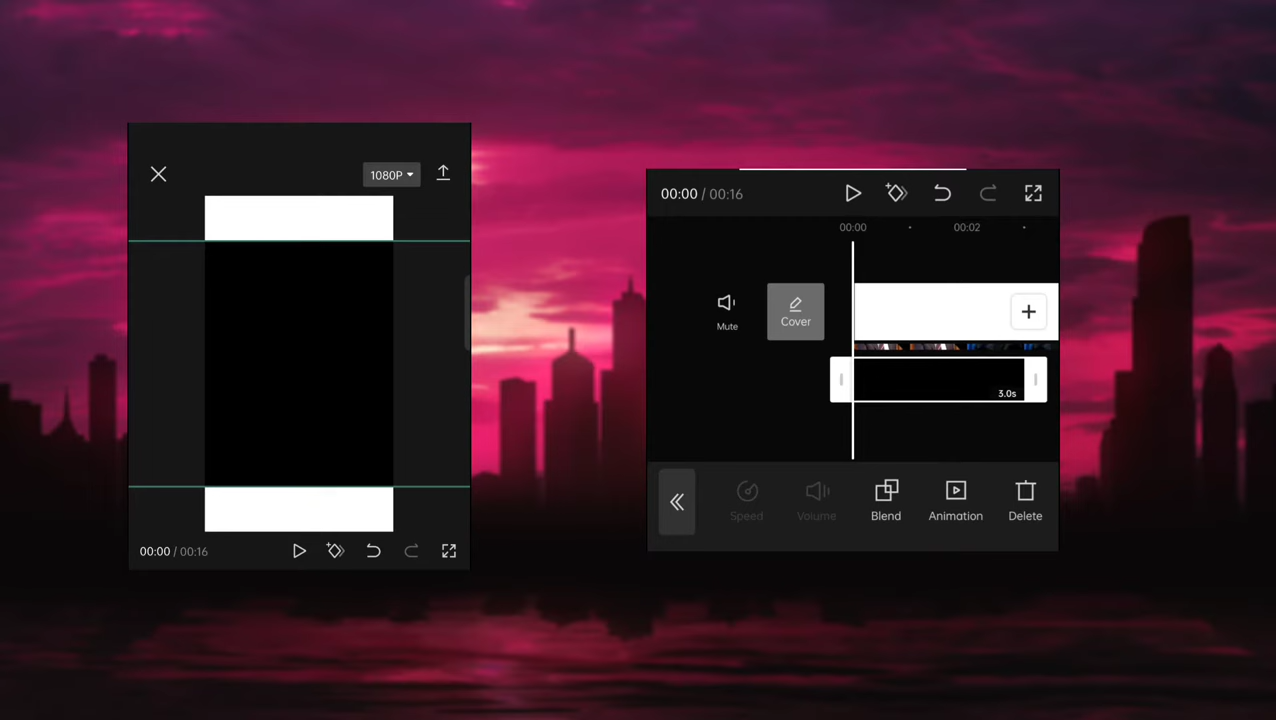 1080P
00:00 / 00:16
00:00 / 00:16
00:00
00:02
Mute
Cover
3.0s
Speed
Volume
Blend
Animation
Delete